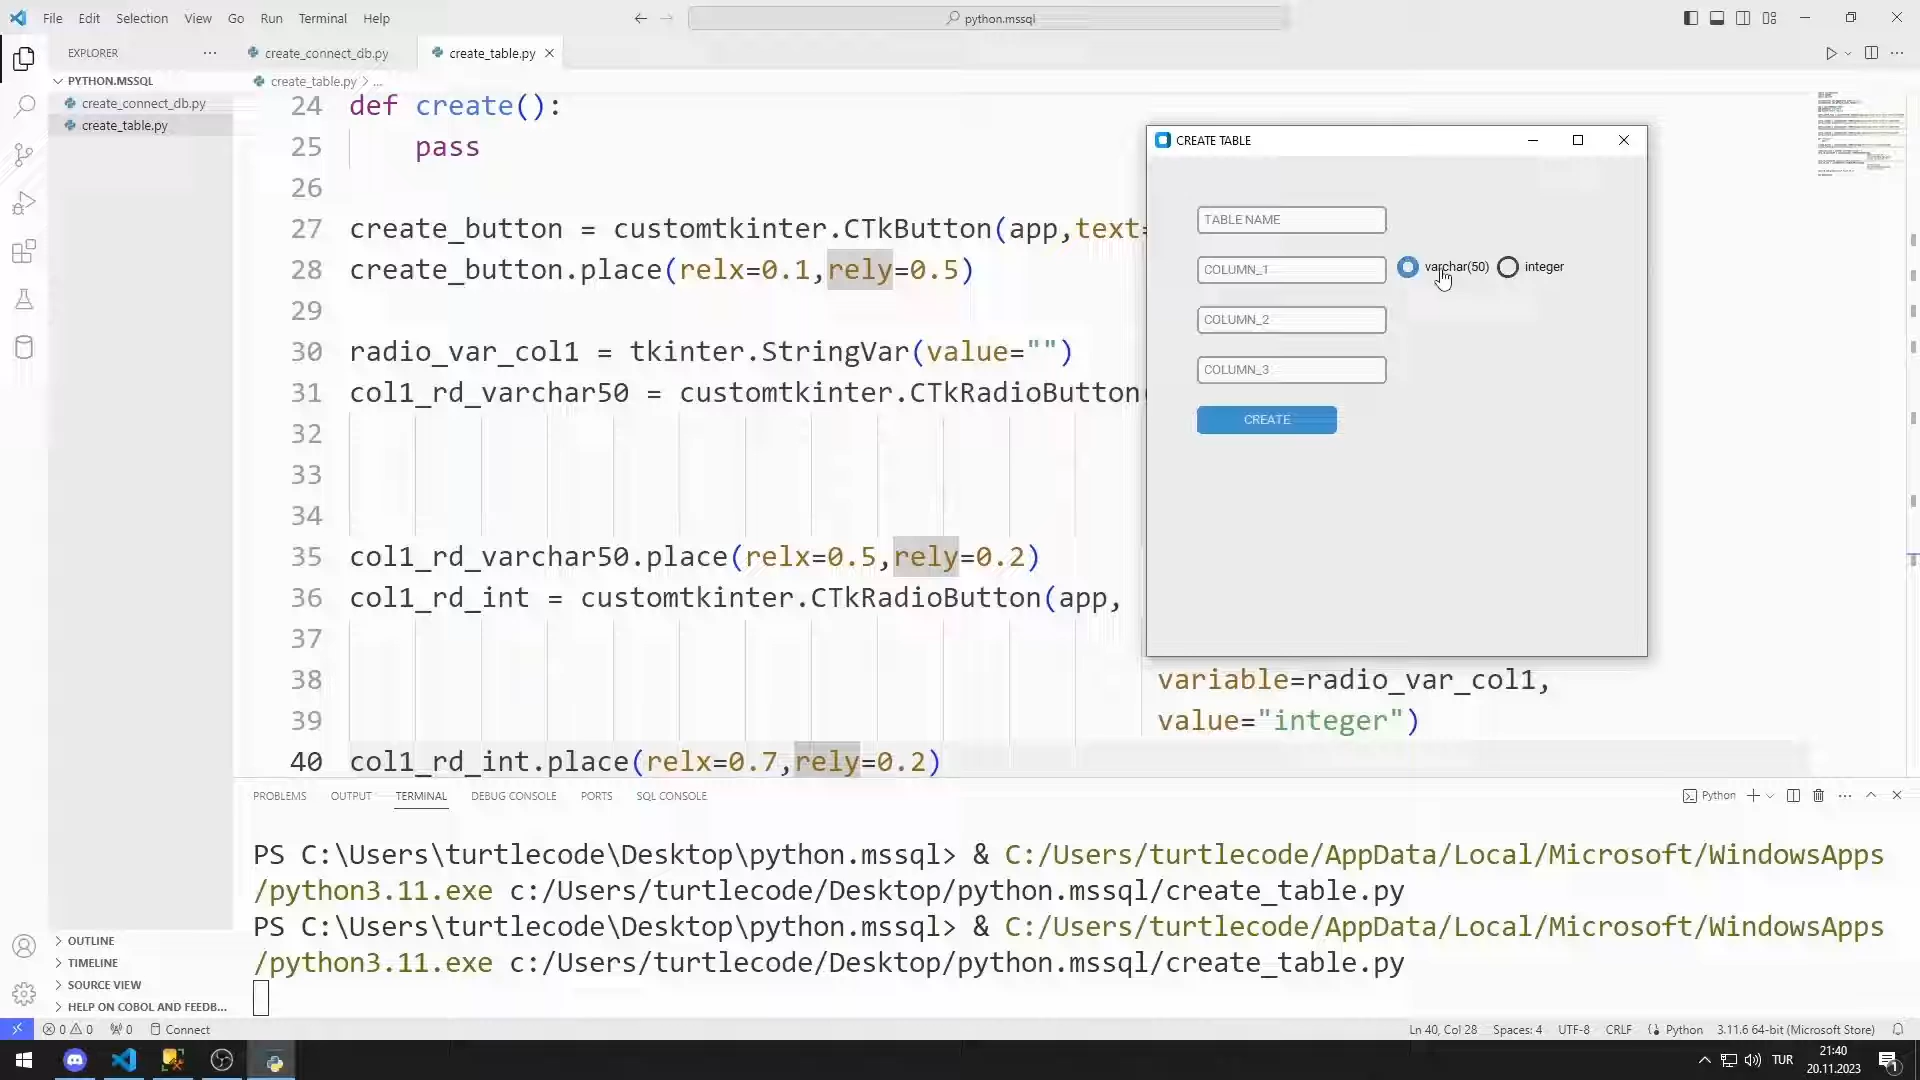 File Edit Selection View Go Run Terminal Help
python.mssql
EXPLORER
create_connect_db.py
create_table.py
PYTHON.MSSQL
create_connect_db.py
create_table.py
create_table.py > ...
24 def create():
25 pass
26
27 create_button = customtkinter.CTkButton(app,text=
28 create_button.place(relx=0.1,rely=0.5)
29
30 radio_var_col1 = tkinter.StringVar(value="")
31 col1_rd_varchar50 = customtkinter.CTkRadioButton(
32
33
34
35 col1_rd_varchar50.place(relx=0.5,rely=0.2)
36 col1_rd_int = customtkinter.CTkRadioButton(app,
37
38 variable=radio_var_col1,
39 value="integer")
40 col1_rd_int.place(relx=0.7,rely=0.2)
CREATE TABLE
TABLE NAME
COLUMN_1 varchar(50) integer
COLUMN_2
COLUMN_3
CREATE
PROBLEMS OUTPUT TERMINAL DEBUG CONSOLE PORTS SQL CONSOLE
Python
PS C:\Users\turtlecode\Desktop\python.mssql> & C:/Users/turtlecode/AppData/Local/Microsoft/WindowsApps
/python3.11.exe c:/Users/turtlecode/Desktop/python.mssql/create_table.py
PS C:\Users\turtlecode\Desktop\python.mssql> & C:/Users/turtlecode/AppData/Local/Microsoft/WindowsApps
/python3.11.exe c:/Users/turtlecode/Desktop/python.mssql/create_table.py
OUTLINE
TIMELINE
SOURCE VIEW
HELP ON COBOL AND FEEDB...
0 0 0 Connect
Ln 40, Col 28 Spaces: 4 UTF-8 CRLF Python 3.11.6 64-bit (Microsoft Store)
TUR
21:40
20.11.2023
1